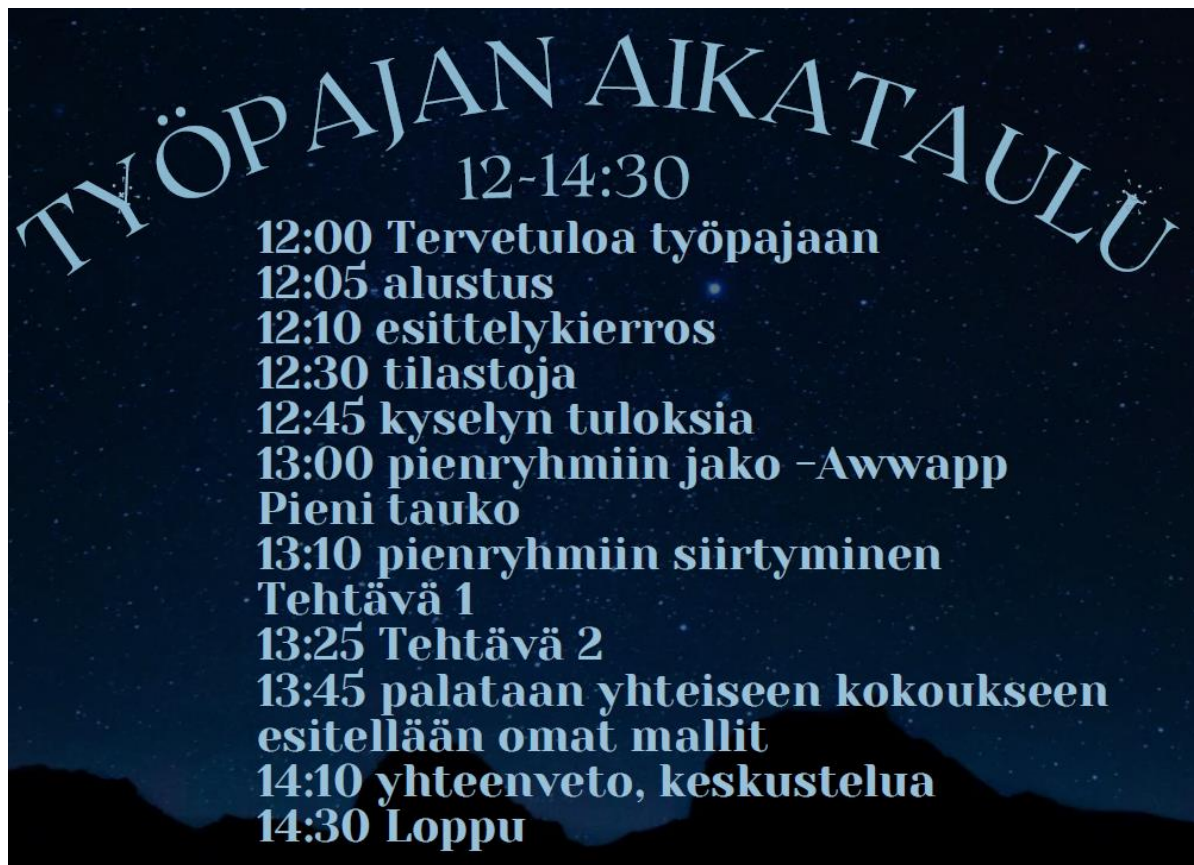 TYÖPAJAN AIKATAULU
12-14:30
12:00 Tervetuloa työpajaan
12:05 alustus
12:10 esittelykierros
12:30 tilastoja
12:45 kyselyn tuloksia
13:00 pienryhmiin jako -Awwapp
Pieni tauko
13:10 pienryhmiin siirtyminen
Tehtävä 1
13:25 Tehtävä 2
13:45 palataan yhteiseen kokoukseen
esitellään omat mallit
14:10 yhteenveto, keskustelua
14:30 Loppu